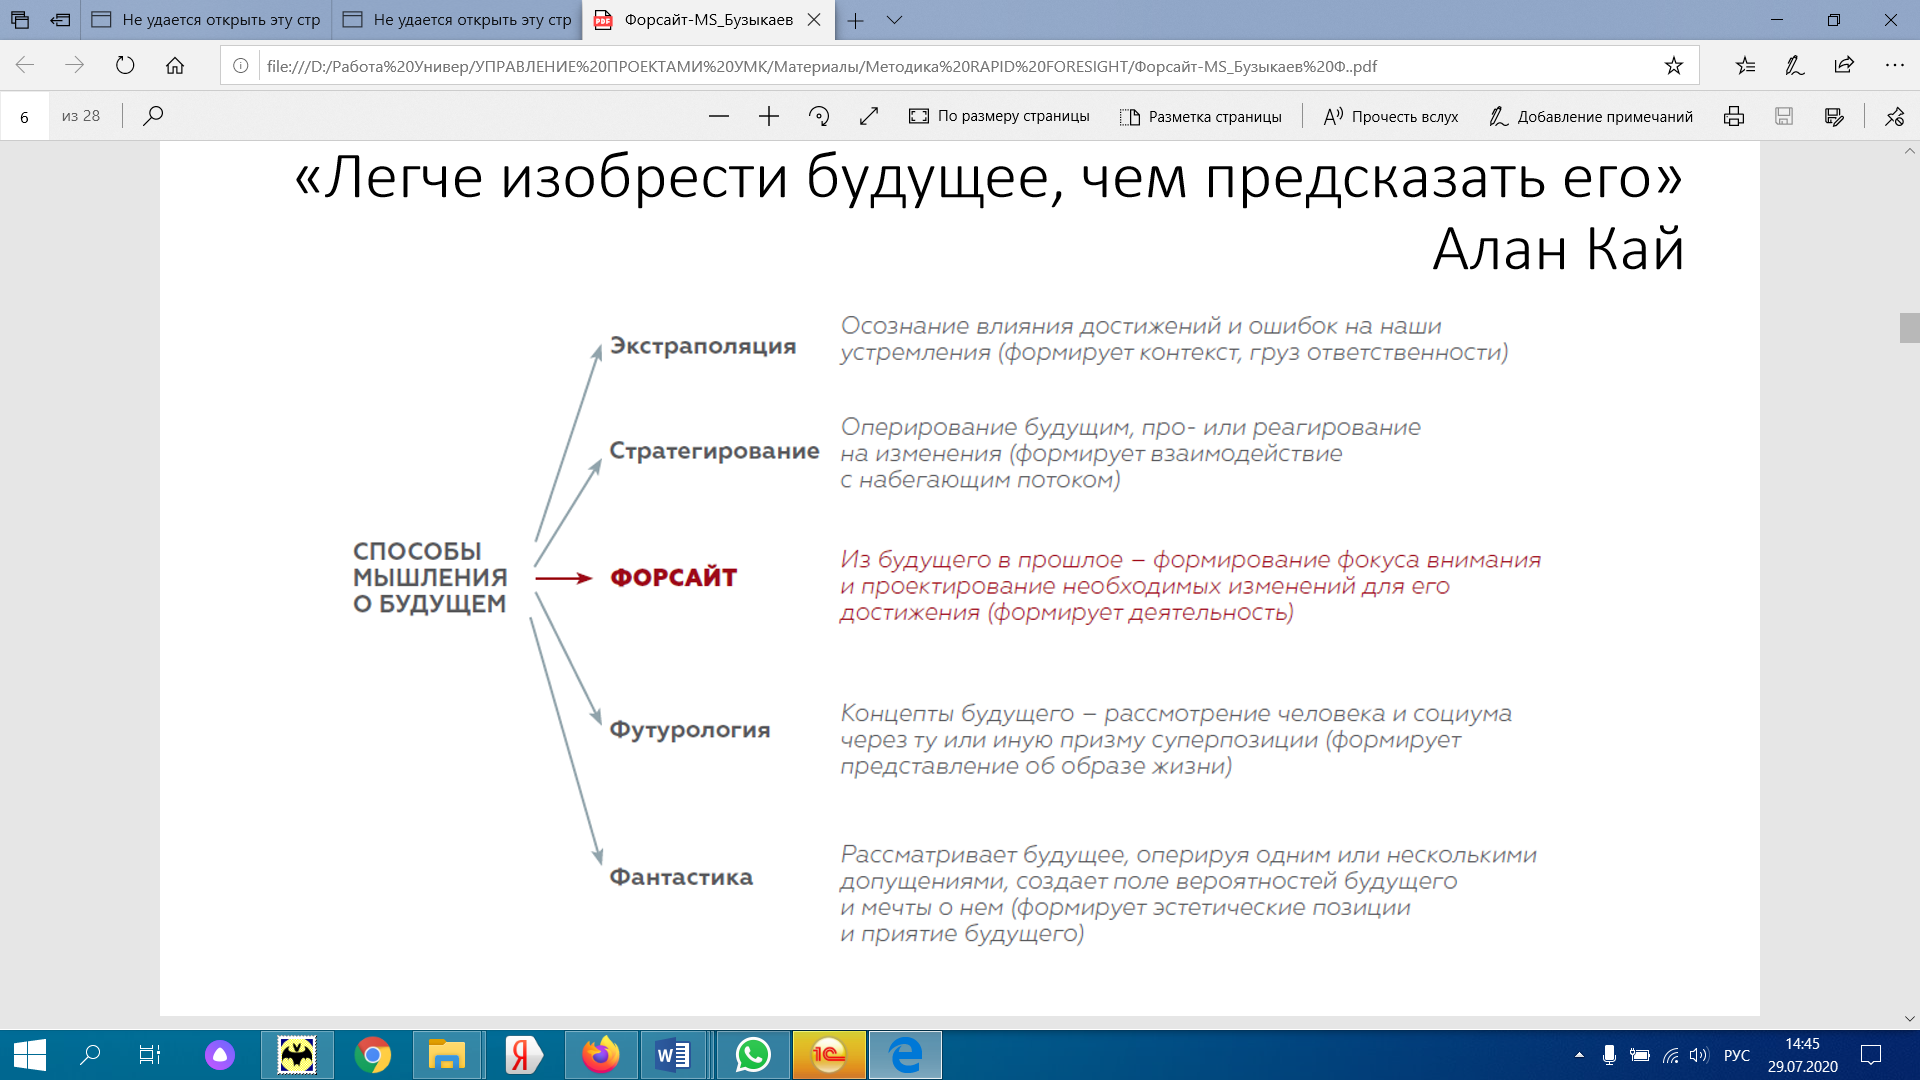 Не удается открыть эту стр
Не удается открыть эту стр
Форсайт-MS_Бузыкаев
file:///D:/Работа%20Универ/УПРАВЛЕНИЕ%20ПРОЕКТАМИ%20УМК/Материалы/Методика%20RAPID%20FORESIGHT/Форсайт-MS_Бузыкаев%20Ф..pdf
6 из 28
По размеру страницы
Разметка страницы
Прочесть вслух
Добавление примечаний
«Легче изобрести будущее, чем предсказать его»
Алан Кай
СПОСОБЫ
МЫШЛЕНИЯ
О БУДУЩЕМ
Экстраполяция
Осознание влияния достижений и ошибок на наши
устремления (формирует контекст, груз ответственности)
Стратегирование
Оперирование будущим, про- или реагирование
на изменения (формирует взаимодействие
с набегающим потоком)
ФОРСАЙТ
Из будущего в прошлое – формирование фокуса внимания
и проектирование необходимых изменений для его
достижения (формирует деятельность)
Футурология
Концепты будущего – рассмотрение человека и социума
через ту или иную призму суперпозиции (формирует
представление об образе жизни)
Фантастика
Рассматривает будущее, оперируя одним или несколькими
допущениями, создает поле вероятностей будущего
и мечты о нем (формирует эстетические позиции
и приятие будущего)
РУС
14:45
29.07.2020